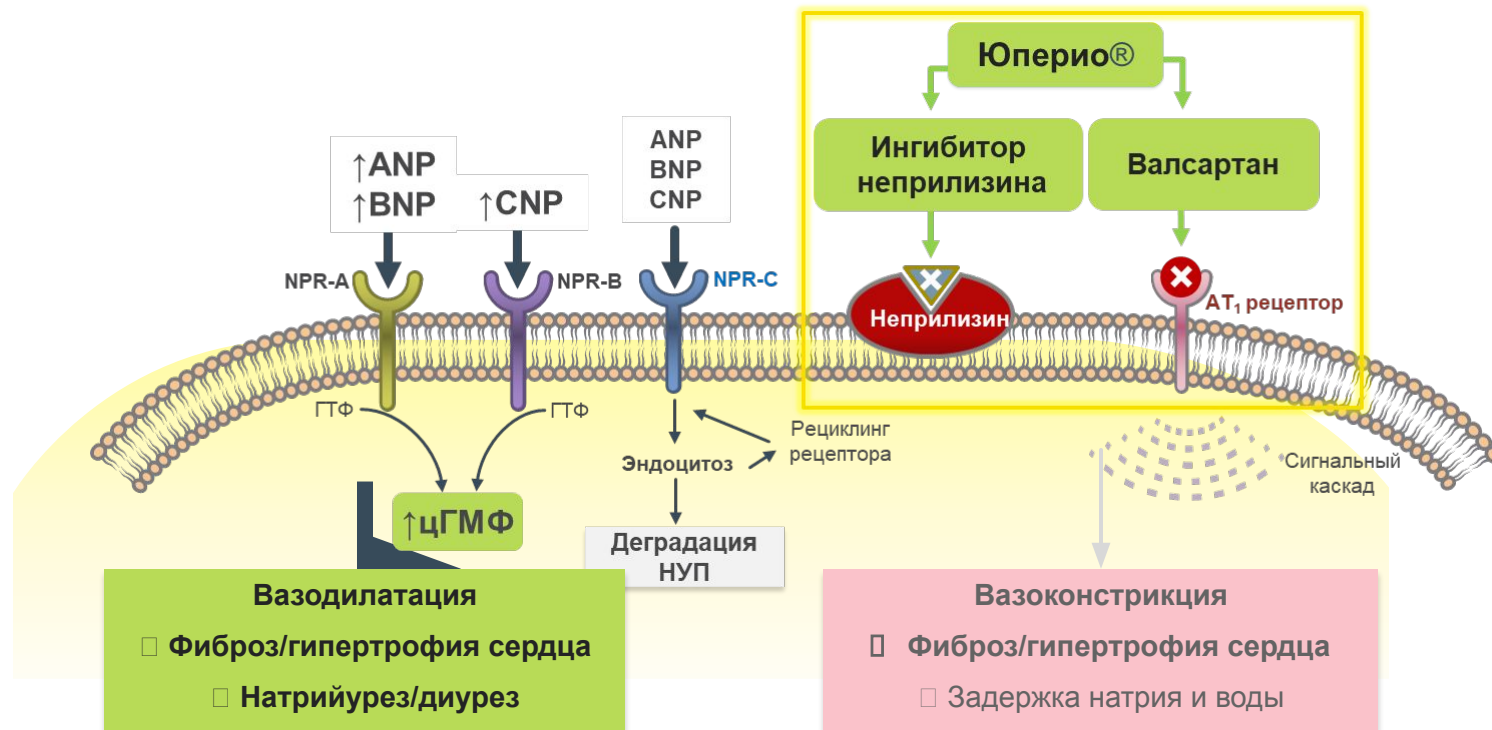 Юперио®
Ингибитор
неприлизина
Валсартан
↑ANP
↑BNP
↑CNP
ANP
BNP
CNP
NPR-A
NPR-B
NPR-C
Неприлизин
АТ₁ рецептор
ГТФ
ГТФ
Рециклинг
рецептора
Эндоцитоз
Сигнальный
каскад
↑цГМФ
Деградация
НУП
Вазодилатация
Фиброз/гипертрофия сердца
Натрийурез/диурез
Вазоконстрикция
Фиброз/гипертрофия сердца
Задержка натрия и воды